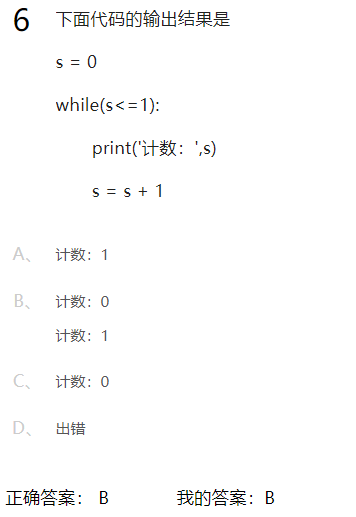 6 下面代码的输出结果是
s = 0
while(s<=1):
print('计数：',s)
s = s + 1
A、 计数：1
B、 计数：0
计数：1
C、 计数：0
D、 出错
正确答案： B 我的答案：B